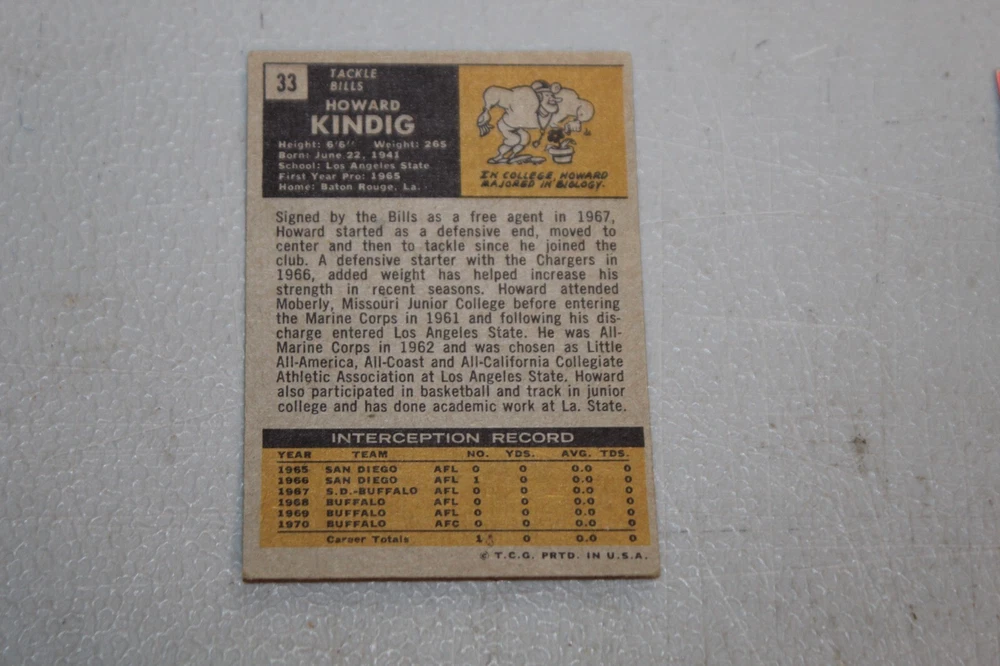 33
TACKLE
BILLS
HOWARD
KINDIG
Height: 6'6" Weight: 265
Born: June 22, 1941
School: Los Angeles State
First Year Pro: 1965
Home: Baton Rouge, La.
IN COLLEGE, HOWARD
MAJORED IN BIOLOGY.
Signed by the Bills as a free agent in 1967,
Howard started as a defensive end, moved to
center and then to tackle since he joined the
club. A defensive starter with the Chargers in
1966, added weight has helped increase his
strength in recent seasons. Howard attended
Moberly, Missouri Junior College before entering
the Marine Corps in 1961 and following his dis-
charge entered Los Angeles State. He was All-
Marine Corps in 1962 and was chosen as Little
All-America, All-Coast and All-California Collegiate
Athletic Association at Los Angeles State. Howard
also participated in basketball and track in junior
college and has done academic work at La. State.
INTERCEPTION RECORD
YEAR TEAM NO. YDS. AVG. TDS.
1965 SAN DIEGO AFL 0 0 0.0 0
1966 SAN DIEGO AFL 1 0 0.0 0
1967 S.D.-BUFFALO AFL 0 0 0.0 0
1968 BUFFALO AFL 0 0 0.0 0
1969 BUFFALO AFL 0 0 0.0 0
1970 BUFFALO AFC 0 0 0.0 0
Career Totals 1 0 0.0 0
© T.C.G. PRTD. IN U.S.A.